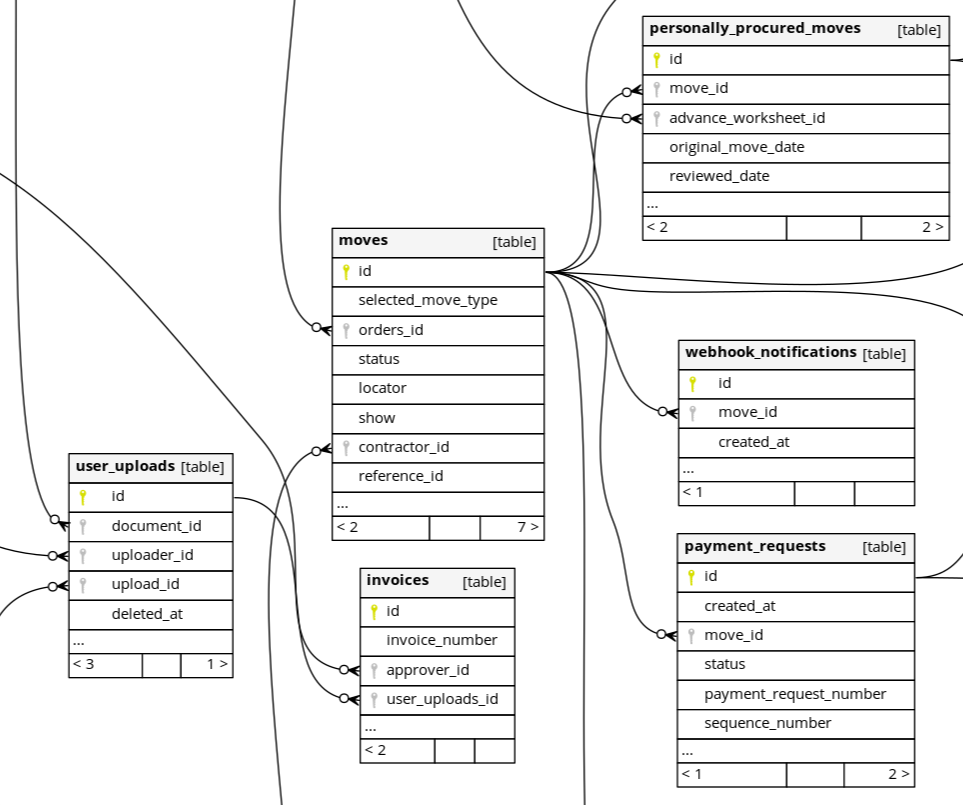 personally_procured_moves [table]
id
move_id
advance_worksheet_id
original_move_date
reviewed_date
...
< 2 2 >
moves [table]
id
selected_move_type
orders_id
status
locator
show
contractor_id
reference_id
...
< 2 7 >
webhook_notifications [table]
id
move_id
created_at
...
< 1
user_uploads [table]
id
document_id
uploader_id
upload_id
deleted_at
...
< 3 1 >
invoices [table]
id
invoice_number
approver_id
user_uploads_id
...
< 2
payment_requests [table]
id
created_at
move_id
status
payment_request_number
sequence_number
...
< 1 2 >